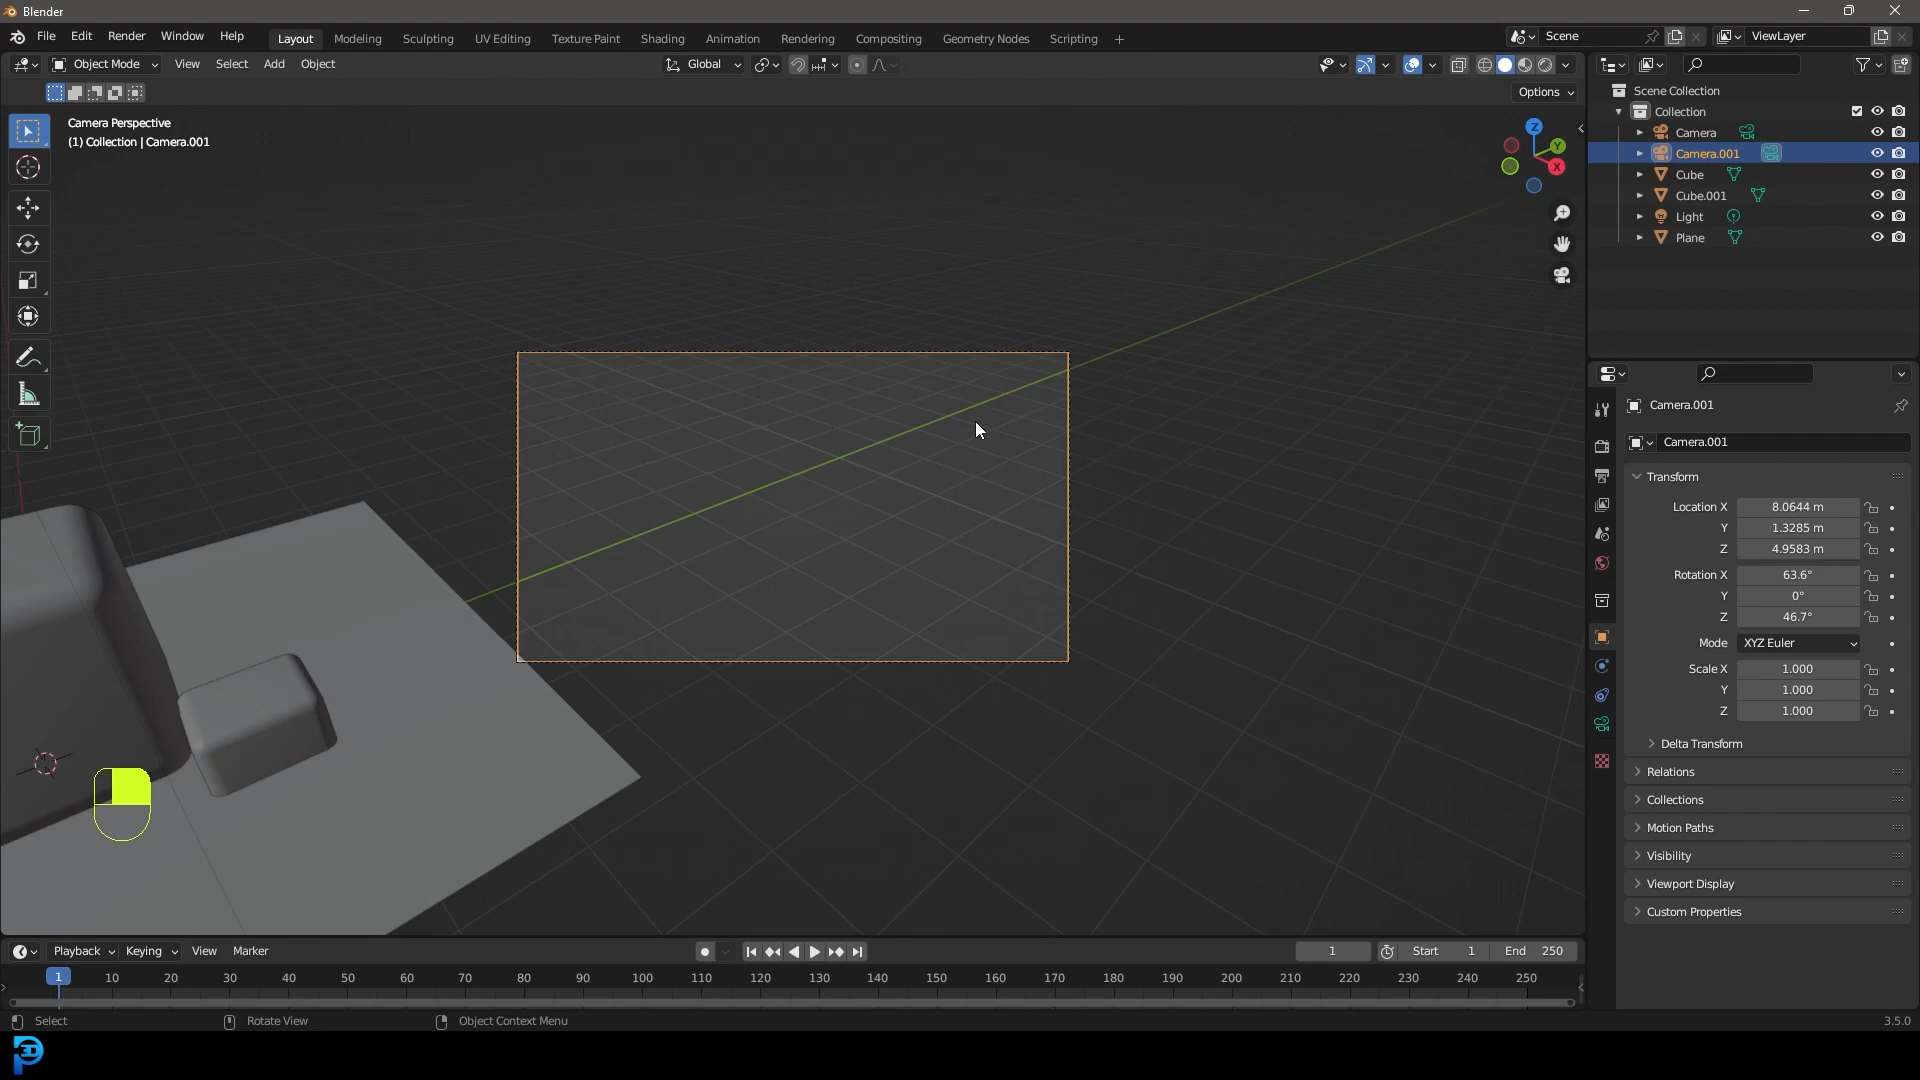 Blender
File Edit Render Window Help
Layout Modeling Sculpting UV Editing Texture Paint Shading Animation Rendering Compositing Geometry Nodes Scripting +
Scene
ViewLayer
Object Mode View Select Add Object
Global
Options
Camera Perspective
(1) Collection | Camera.001
Z
Y
X
Scene Collection
Collection
Camera
Camera.001
Cube
Cube.001
Light
Plane
Camera.001
Camera.001
Transform
Location X 8.0644 m
Y 1.3285 m
Z 4.9583 m
Rotation X 63.6°
Y 0°
Z 46.7°
Mode XYZ Euler
Scale X 1.000
Y 1.000
Z 1.000
Delta Transform
Relations
Collections
Motion Paths
Visibility
Viewport Display
Custom Properties
Playback Keying View Marker
1 Start 1 End 250
1 10 20 30 40 50 60 70 80 90 100 110 120 130 140 150 160 170 180 190 200 210 220 230 240 250
Select Rotate View Object Context Menu
3.5.0
P3D